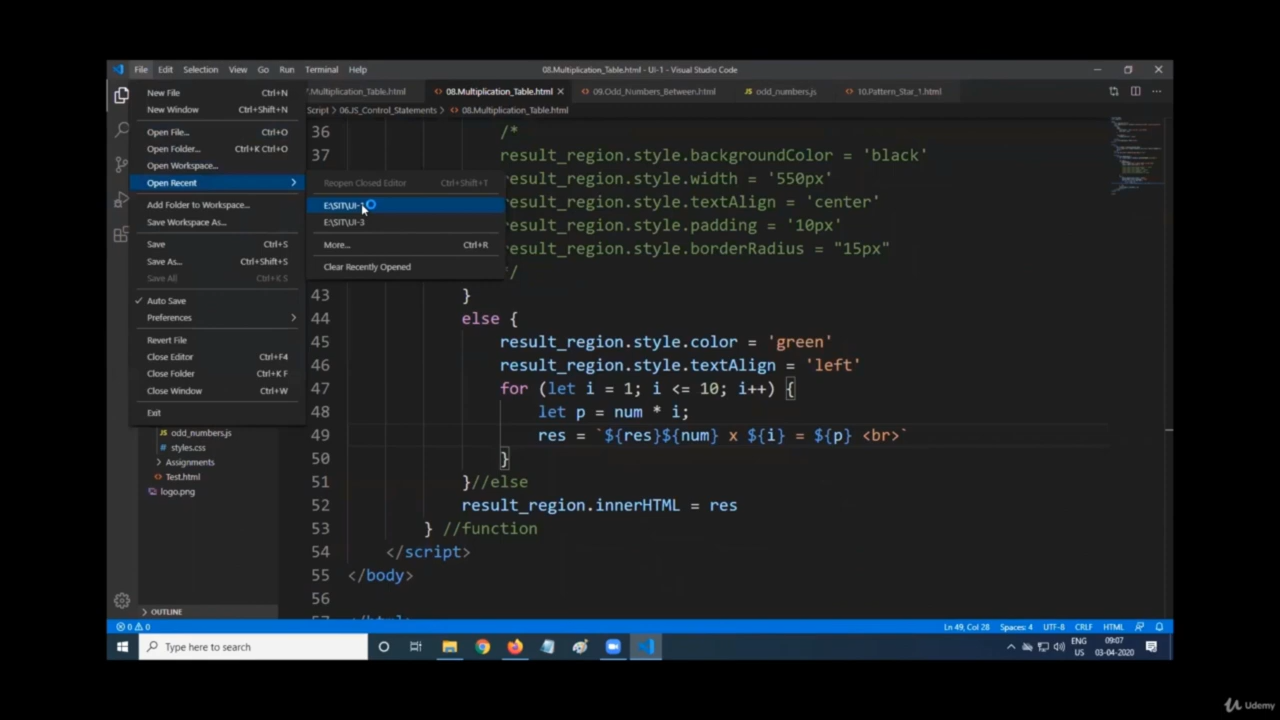 File Edit Selection View Go Run Terminal Help
08.Multiplication_Table.html - UI-1 - Visual Studio Code
.Multiplication_Table.html 08.Multiplication_Table.html 09.Odd_Numbers_Between.html odd_numbers.js 10.Pattern_Star_1.html
Script > 06.JS_Control_Statements > 08.Multiplication_Table.html
New File Ctrl+N
New Window Ctrl+Shift+N
Open File... Ctrl+O
Open Folder... Ctrl+K Ctrl+O
Open Workspace...
Open Recent
Add Folder to Workspace...
Save Workspace As...
Save Ctrl+S
Save As... Ctrl+Shift+S
Save All Ctrl+K S
Auto Save
Preferences
Revert File
Close Editor Ctrl+F4
Close Folder Ctrl+K F
Close Window Ctrl+W
Exit
Reopen Closed Editor Ctrl+Shift+T
E:\SIT\UI-1
E:\SIT\UI-3
More... Ctrl+R
Clear Recently Opened
odd_numbers.js
styles.css
> Assignments
Test.html
logo.png
> OUTLINE
36 /*
37 result_region.style.backgroundColor = 'black'
result_region.style.width = '550px'
result_region.style.textAlign = 'center'
result_region.style.padding = '10px'
result_region.style.borderRadius = "15px"
*/
43 }
44 else {
45 result_region.style.color = 'green'
46 result_region.style.textAlign = 'left'
47 for (let i = 1; i <= 10; i++) {
48 let p = num * i;
49 res = `${res}${num} x ${i} = ${p} <br>`
50 }
51 }//else
52 result_region.innerHTML = res
53 } //function
54 </script>
55 </body>
56
0 0
Ln 49, Col 28 Spaces: 4 UTF-8 CRLF HTML
Type here to search
ENG
US
09:07
03-04-2020
Udemy